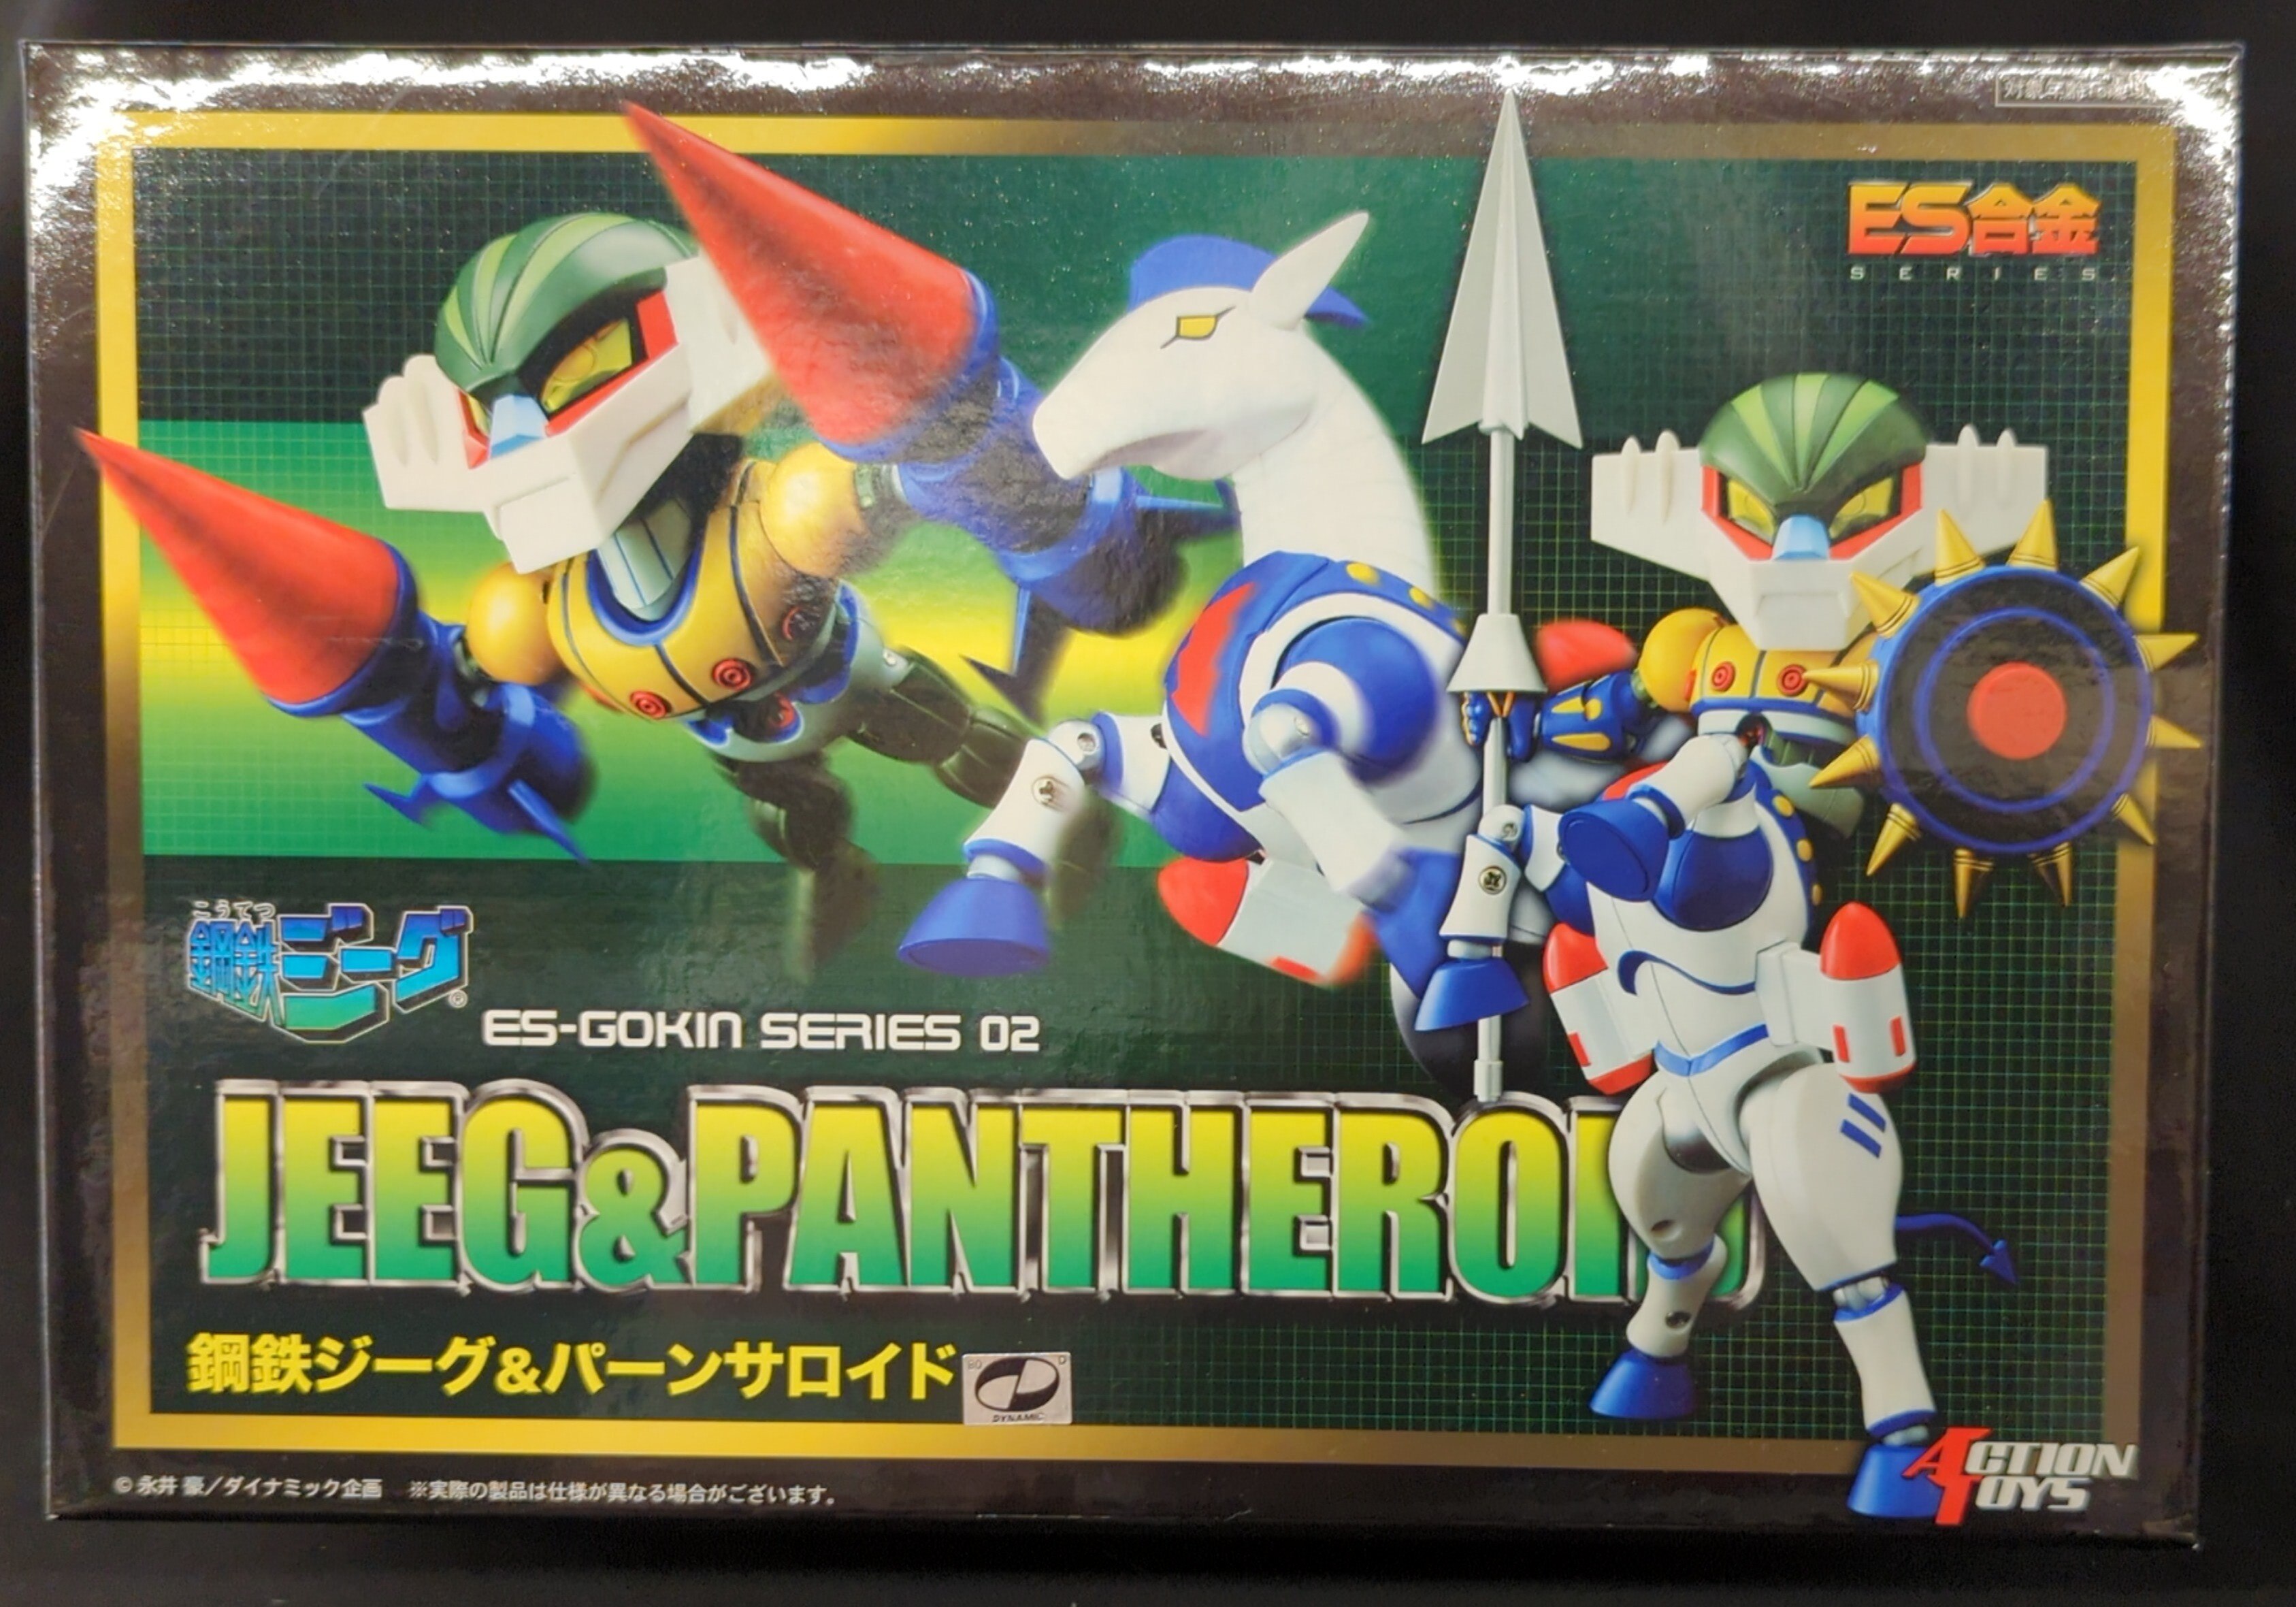 ES合金
SERIES
こうてつ
鋼鉄ジーグ®
ES-GOKIN SERIES 02
JEEG&PANTHEROID
鋼鉄ジーグ&パーンサロイド
DYNAMIC
© 永井 豪/ダイナミック企画 ※実際の製品は仕様が異なる場合がございます。
ACTION
TOYS